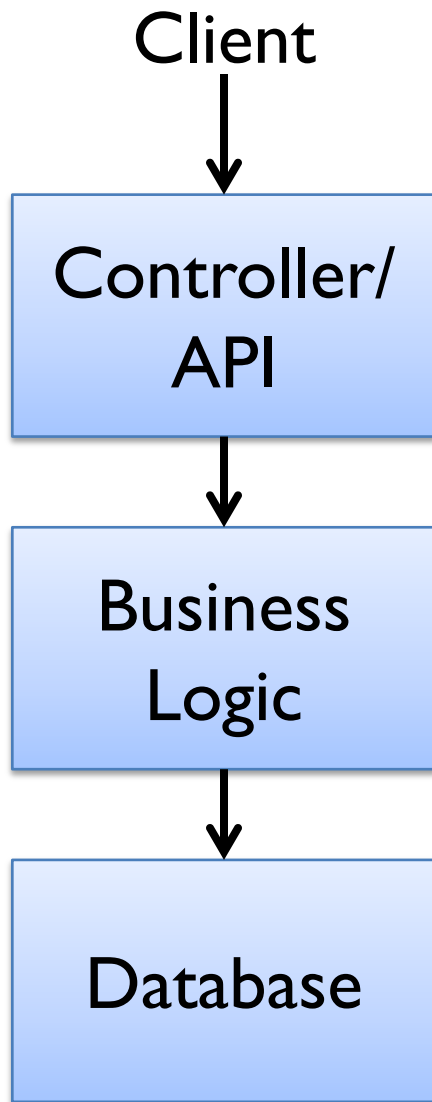 Client
Controller/
API
Business
Logic
Database